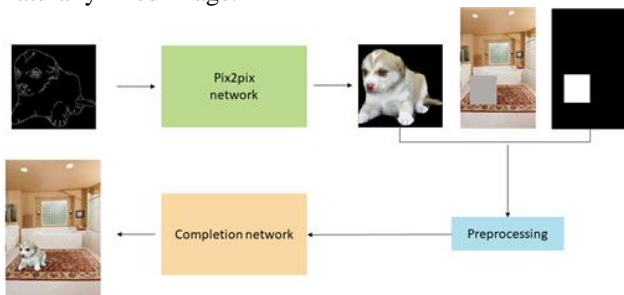 Pix2pix
network
Completion network
Preprocessing